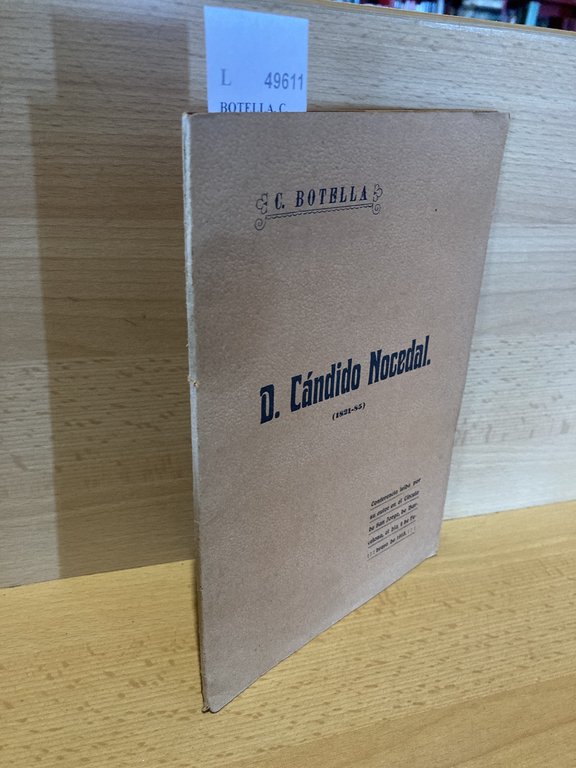 L 49611
BOTELLA, C
C. BOTELLA
D. Cándido Nocedal.
(1821-85)
Conferencia leída por
su autor en el Círculo
de San Jorge, de Bar-
celona, el día 9 de Fe-
brero de 1913.